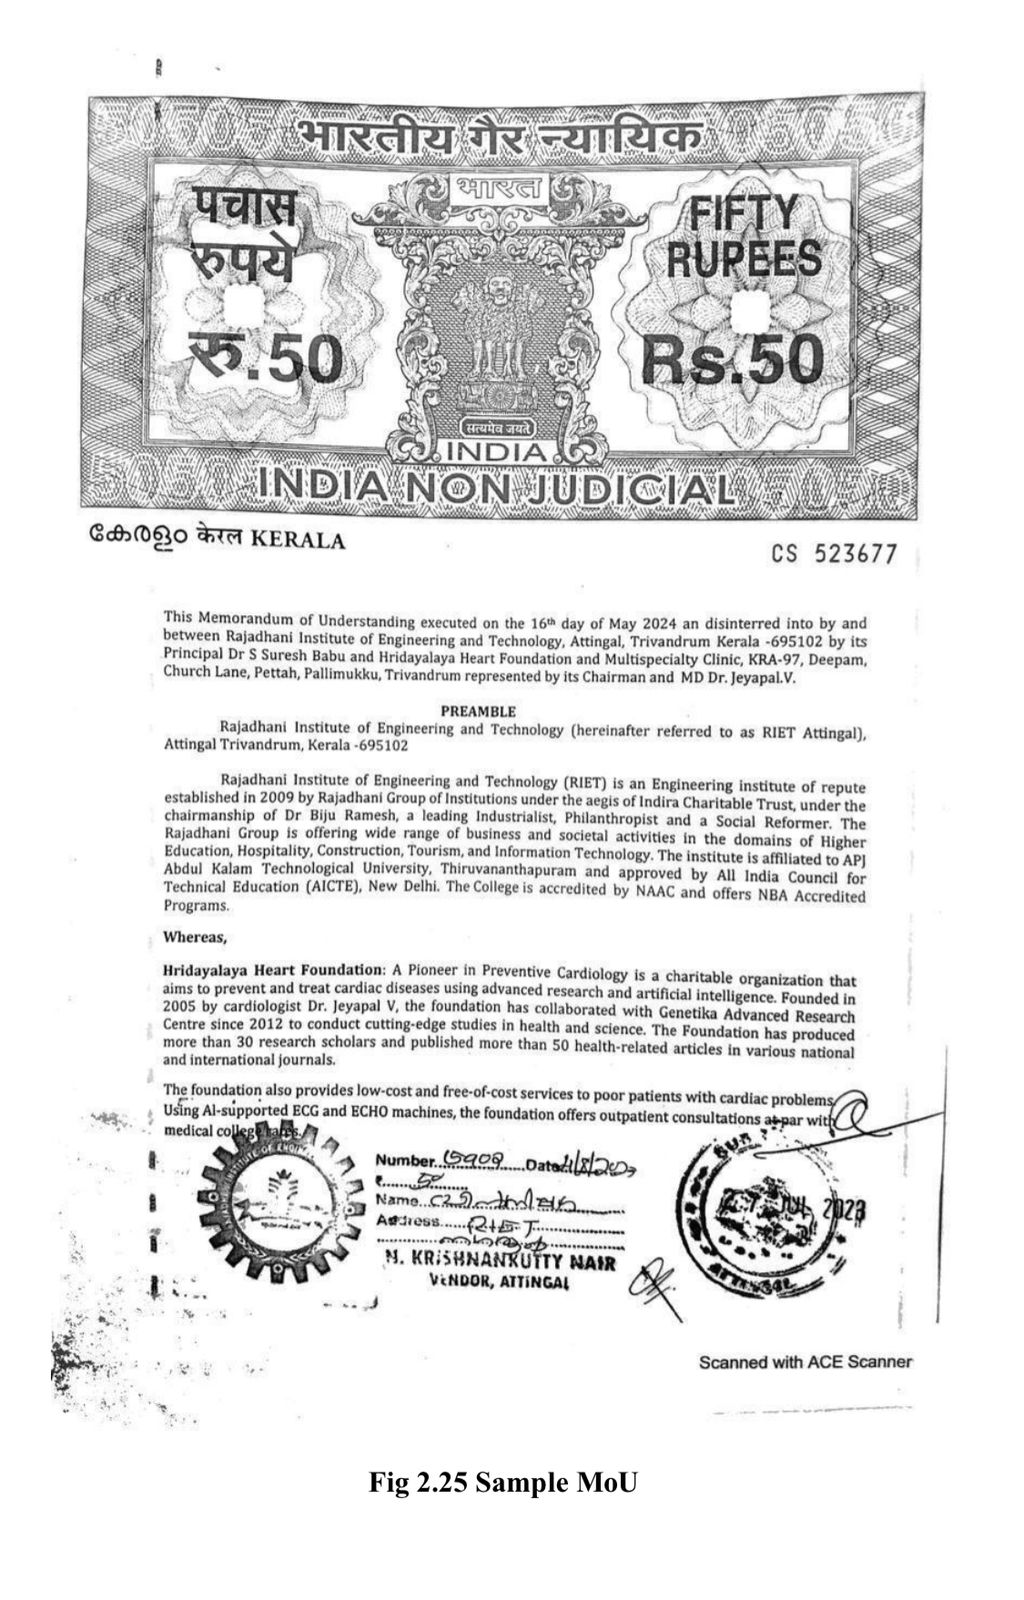 भारतीय गैर न्यायिक
भारत
पचास
रुपये
रु.50
FIFTY
RUPEES
Rs.50
सत्यमेव जयते
INDIA
INDIA NON JUDICIAL
കേരളം केरल KERALA
CS 523677
This Memorandum of Understanding executed on the 16th day of May 2024 an disinterred into by and
between Rajadhani Institute of Engineering and Technology, Attingal, Trivandrum Kerala -695102 by its
Principal Dr S Suresh Babu and Hridayalaya Heart Foundation and Multispecialty Clinic, KRA-97, Deepam,
Church Lane, Pettah, Pallimukku, Trivandrum represented by its Chairman and MD Dr. Jeyapal.V.
PREAMBLE
Rajadhani Institute of Engineering and Technology (hereinafter referred to as RIET Attingal),
Attingal Trivandrum, Kerala -695102
Rajadhani Institute of Engineering and Technology (RIET) is an Engineering institute of repute
established in 2009 by Rajadhani Group of Institutions under the aegis of Indira Charitable Trust, under the
chairmanship of Dr Biju Ramesh, a leading Industrialist, Philanthropist and a Social Reformer. The
Rajadhani Group is offering wide range of business and societal activities in the domains of Higher
Education, Hospitality, Construction, Tourism, and Information Technology. The institute is affiliated to APJ
Abdul Kalam Technological University, Thiruvananthapuram and approved by All India Council for
Technical Education (AICTE), New Delhi. The College is accredited by NAAC and offers NBA Accredited
Programs.
Whereas,
Hridayalaya Heart Foundation: A Pioneer in Preventive Cardiology is a charitable organization that
aims to prevent and treat cardiac diseases using advanced research and artificial intelligence. Founded in
2005 by cardiologist Dr. Jeyapal V, the foundation has collaborated with Genetika Advanced Research
Centre since 2012 to conduct cutting-edge studies in health and science. The Foundation has produced
more than 30 research scholars and published more than 50 health-related articles in various national
and international journals.
The foundation also provides low-cost and free-of-cost services to poor patients with cardiac problems.
Using AI-supported ECG and ECHO machines, the foundation offers outpatient consultations at par with
medical college rates.
Number Date
₹ 50
Name
Address RIET
N. KRISHNANKUTTY NAIR
VENDOR, ATTINGAL
JUL 2023
ATTINGAL
Scanned with ACE Scanner
Fig 2.25 Sample MoU